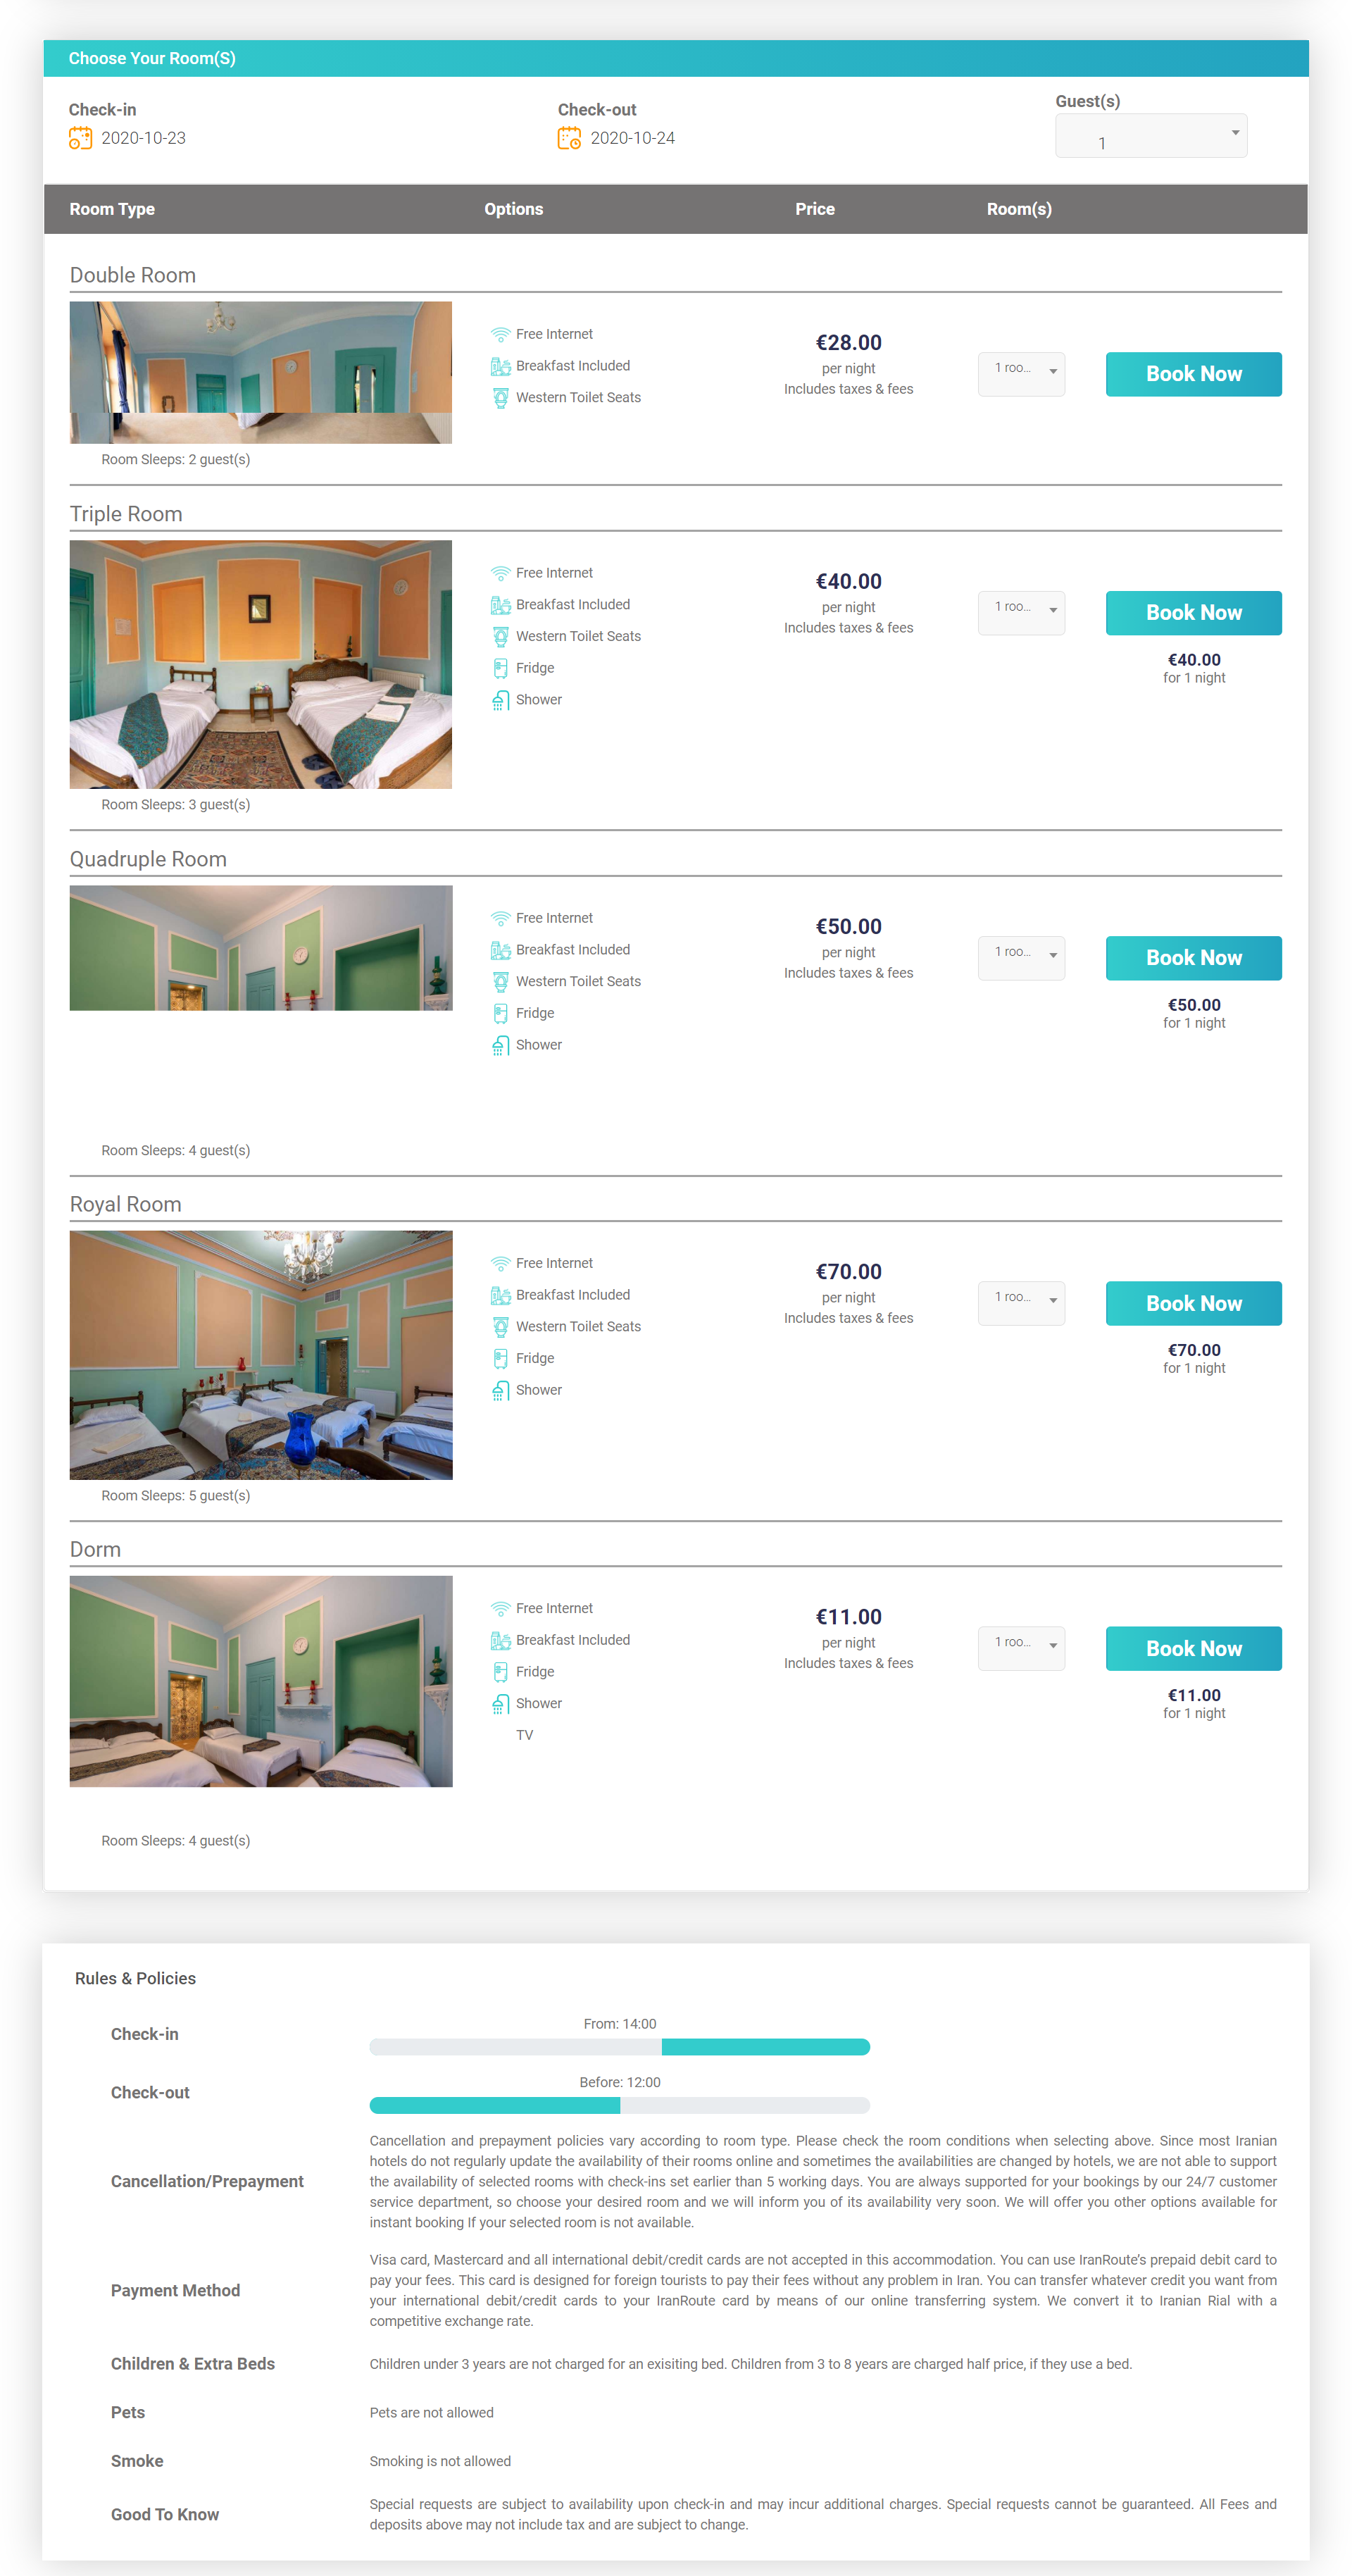 Choose Your Room(S)
Check-in
2020-10-23
Check-out
2020-10-24
Guest(s)
1
Room Type Options Price Room(s)
Double Room
Free Internet
Breakfast Included
Western Toilet Seats
€28.00
per night
Includes taxes & fees
1 roo...
Book Now
Room Sleeps: 2 guest(s)
Triple Room
Free Internet
Breakfast Included
Western Toilet Seats
Fridge
Shower
€40.00
per night
Includes taxes & fees
1 roo...
Book Now
€40.00
for 1 night
Room Sleeps: 3 guest(s)
Quadruple Room
Free Internet
Breakfast Included
Western Toilet Seats
Fridge
Shower
€50.00
per night
Includes taxes & fees
1 roo...
Book Now
€50.00
for 1 night
Room Sleeps: 4 guest(s)
Royal Room
Free Internet
Breakfast Included
Western Toilet Seats
Fridge
Shower
€70.00
per night
Includes taxes & fees
1 roo...
Book Now
€70.00
for 1 night
Room Sleeps: 5 guest(s)
Dorm
Free Internet
Breakfast Included
Fridge
Shower
TV
€11.00
per night
Includes taxes & fees
1 roo...
Book Now
€11.00
for 1 night
Room Sleeps: 4 guest(s)
Rules & Policies
Check-in
From: 14:00
Check-out
Before: 12:00
Cancellation/Prepayment
Cancellation and prepayment policies vary according to room type. Please check the room conditions when selecting above. Since most Iranian
hotels do not regularly update the availability of their rooms online and sometimes the availabilities are changed by hotels, we are not able to support
the availability of selected rooms with check-ins set earlier than 5 working days. You are always supported for your bookings by our 24/7 customer
service department, so choose your desired room and we will inform you of its availability very soon. We will offer you other options available for
instant booking If your selected room is not available.
Payment Method
Visa card, Mastercard and all international debit/credit cards are not accepted in this accommodation. You can use IranRoute's prepaid debit card to
pay your fees. This card is designed for foreign tourists to pay their fees without any problem in Iran. You can transfer whatever credit you want from
your international debit/credit cards to your IranRoute card by means of our online transferring system. We convert it to Iranian Rial with a
competitive exchange rate.
Children & Extra Beds
Children under 3 years are not charged for an exisiting bed. Children from 3 to 8 years are charged half price, if they use a bed.
Pets
Pets are not allowed
Smoke
Smoking is not allowed
Good To Know
Special requests are subject to availability upon check-in and may incur additional charges. Special requests cannot be guaranteed. All Fees and
deposits above may not include tax and are subject to change.